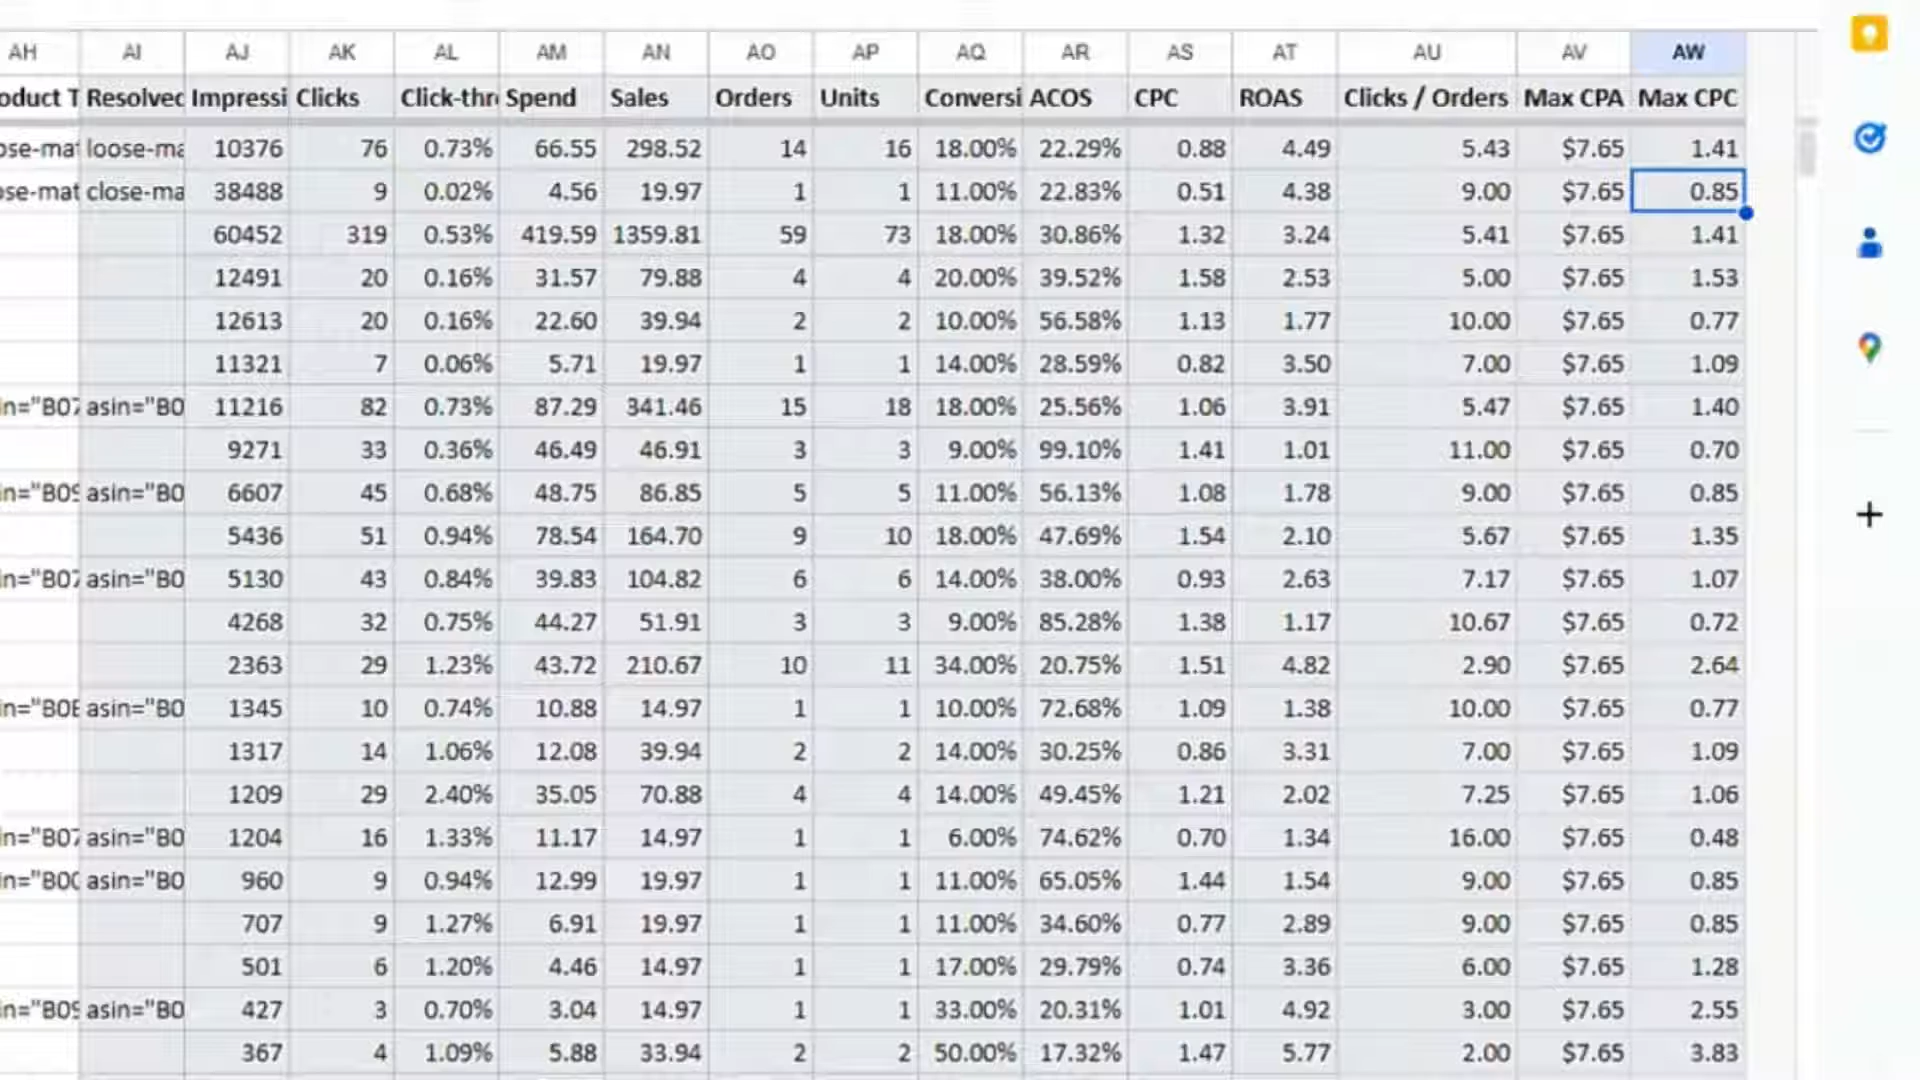 AH AI AJ AK AL AM AN AO AP AQ AR AS AT AU AV AW
oduct T Resolved Impressi Clicks Click-thr Spend Sales Orders Units Conversi ACOS CPC ROAS Clicks / Orders Max CPA Max CPC
ose-mat loose-ma 10376 76 0.73% 66.55 298.52 14 16 18.00% 22.29% 0.88 4.49 5.43 $7.65 1.41
ose-mat close-ma 38488 9 0.02% 4.56 19.97 1 1 11.00% 22.83% 0.51 4.38 9.00 $7.65 0.85
60452 319 0.53% 419.59 1359.81 59 73 18.00% 30.86% 1.32 3.24 5.41 $7.65 1.41
12491 20 0.16% 31.57 79.88 4 4 20.00% 39.52% 1.58 2.53 5.00 $7.65 1.53
12613 20 0.16% 22.60 39.94 2 2 10.00% 56.58% 1.13 1.77 10.00 $7.65 0.77
11321 7 0.06% 5.71 19.97 1 1 14.00% 28.59% 0.82 3.50 7.00 $7.65 1.09
in="B07 asin="B0 11216 82 0.73% 87.29 341.46 15 18 18.00% 25.56% 1.06 3.91 5.47 $7.65 1.40
9271 33 0.36% 46.49 46.91 3 3 9.00% 99.10% 1.41 1.01 11.00 $7.65 0.70
in="B09 asin="B0 6607 45 0.68% 48.75 86.85 5 5 11.00% 56.13% 1.08 1.78 9.00 $7.65 0.85
5436 51 0.94% 78.54 164.70 9 10 18.00% 47.69% 1.54 2.10 5.67 $7.65 1.35
in="B07 asin="B0 5130 43 0.84% 39.83 104.82 6 6 14.00% 38.00% 0.93 2.63 7.17 $7.65 1.07
4268 32 0.75% 44.27 51.91 3 3 9.00% 85.28% 1.38 1.17 10.67 $7.65 0.72
2363 29 1.23% 43.72 210.67 10 11 34.00% 20.75% 1.51 4.82 2.90 $7.65 2.64
in="B0B asin="B0 1345 10 0.74% 10.88 14.97 1 1 10.00% 72.68% 1.09 1.38 10.00 $7.65 0.77
1317 14 1.06% 12.08 39.94 2 2 14.00% 30.25% 0.86 3.31 7.00 $7.65 1.09
1209 29 2.40% 35.05 70.88 4 4 14.00% 49.45% 1.21 2.02 7.25 $7.65 1.06
in="B07 asin="B0 1204 16 1.33% 11.17 14.97 1 1 6.00% 74.62% 0.70 1.34 16.00 $7.65 0.48
in="B00 asin="B0 960 9 0.94% 12.99 19.97 1 1 11.00% 65.05% 1.44 1.54 9.00 $7.65 0.85
707 9 1.27% 6.91 19.97 1 1 11.00% 34.60% 0.77 2.89 9.00 $7.65 0.85
501 6 1.20% 4.46 14.97 1 1 17.00% 29.79% 0.74 3.36 6.00 $7.65 1.28
in="B09 asin="B0 427 3 0.70% 3.04 14.97 1 1 33.00% 20.31% 1.01 4.92 3.00 $7.65 2.55
367 4 1.09% 5.88 33.94 2 2 50.00% 17.32% 1.47 5.77 2.00 $7.65 3.83